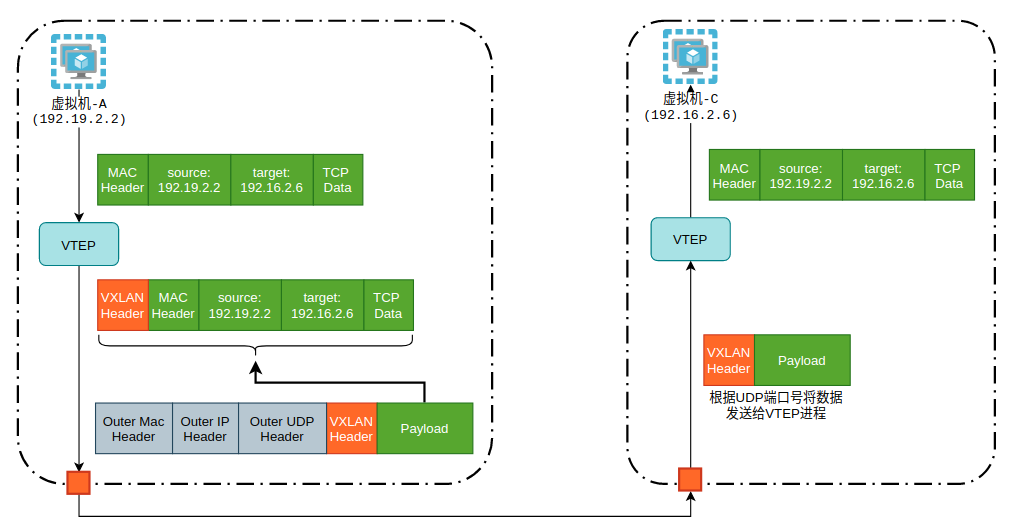 虚拟机-A
(192.19.2.2)
MAC Header
source: 192.19.2.2
target: 192.16.2.6
TCP Data
VTEP
VXLAN Header
MAC Header
source: 192.19.2.2
target: 192.16.2.6
TCP Data
Outer Mac Header
Outer IP Header
Outer UDP Header
VXLAN Header
Payload
虚拟机-C
(192.16.2.6)
MAC Header
source: 192.19.2.2
target: 192.16.2.6
TCP Data
VTEP
VXLAN Header
Payload
根据UDP端口号将数据
发送给VTEP进程